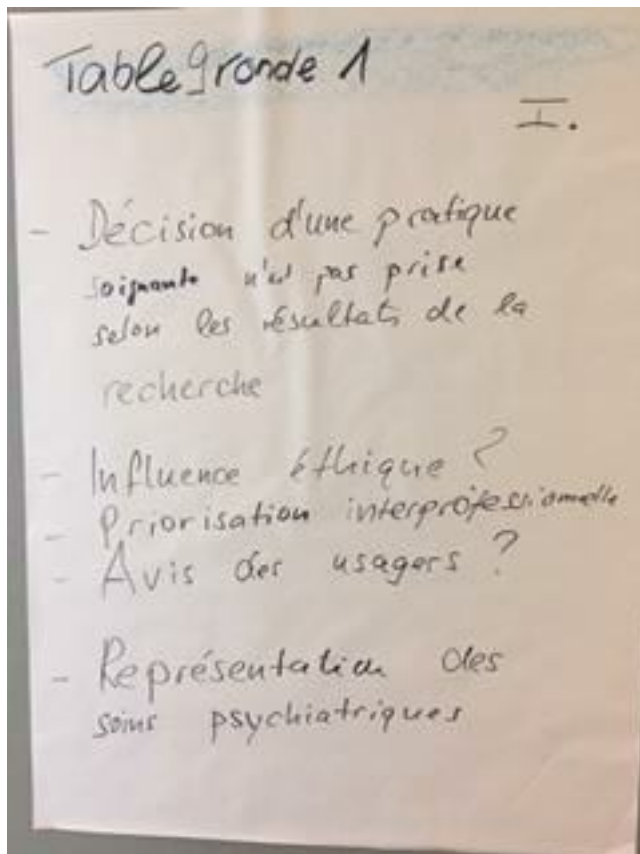 Table ronde 1
I.
- Décision d'une pratique
soignante n'est pas prise
selon les résultats de la
recherche
- Influence éthique ?
- Priorisation interprofessionnelle
- Avis des usagers ?
- Représentation des
soins psychiatriques